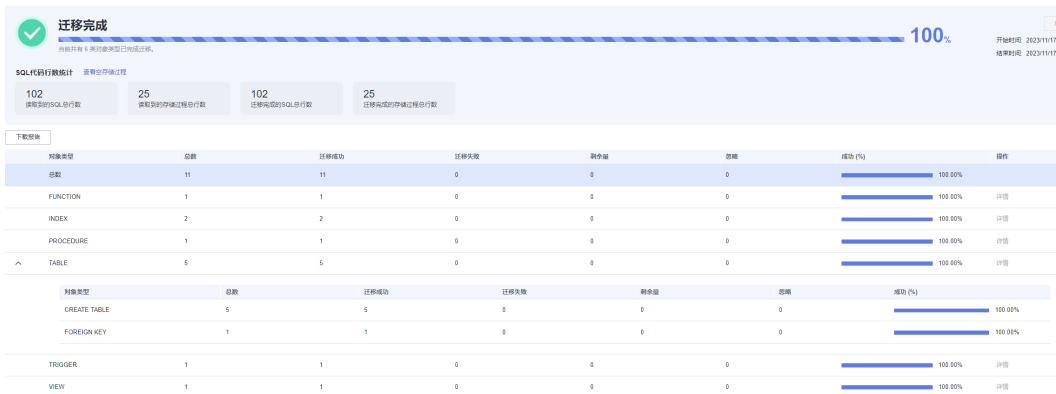 迁移完成
100%
当前共有 6 类对象类型已完成迁移。
开始时间: 2023/11/17
结束时间: 2023/11/17
SQL代码行数统计 查看空存储过程
102 25 102 25
读取到的SQL总行数 读取到的存储过程总行数 迁移完成的SQL总行数 迁移完成的存储过程总行数
下载报告
对象类型 总数 迁移成功 迁移失败 剩余量 忽略 成功 (%) 操作
总数 11 11 0 0 0 100.00%
FUNCTION 1 1 0 0 0 100.00% 详情
INDEX 2 2 0 0 0 100.00% 详情
PROCEDURE 1 1 0 0 0 100.00% 详情
TABLE 5 5 0 0 0 100.00% 详情
对象类型 总数 迁移成功 迁移失败 剩余量 忽略 成功 (%)
CREATE TABLE 5 5 0 0 0 100.00%
FOREIGN KEY 1 1 0 0 0 100.00%
TRIGGER 1 1 0 0 0 100.00% 详情
VIEW 1 1 0 0 0 100.00% 详情